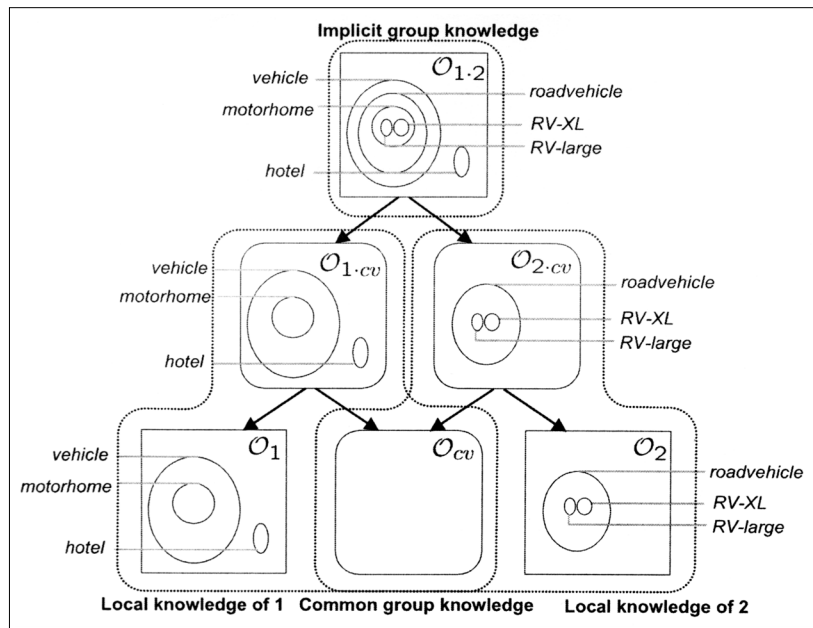 Implicit group knowledge
O1·2
vehicle
roadvehicle
motorhome
RV-XL
RV-large
hotel
O1·cv
O2·cv
vehicle
roadvehicle
motorhome
RV-XL
RV-large
hotel
O1
Ocv
O2
vehicle
roadvehicle
motorhome
RV-XL
RV-large
hotel
Local knowledge of 1
Common group knowledge
Local knowledge of 2